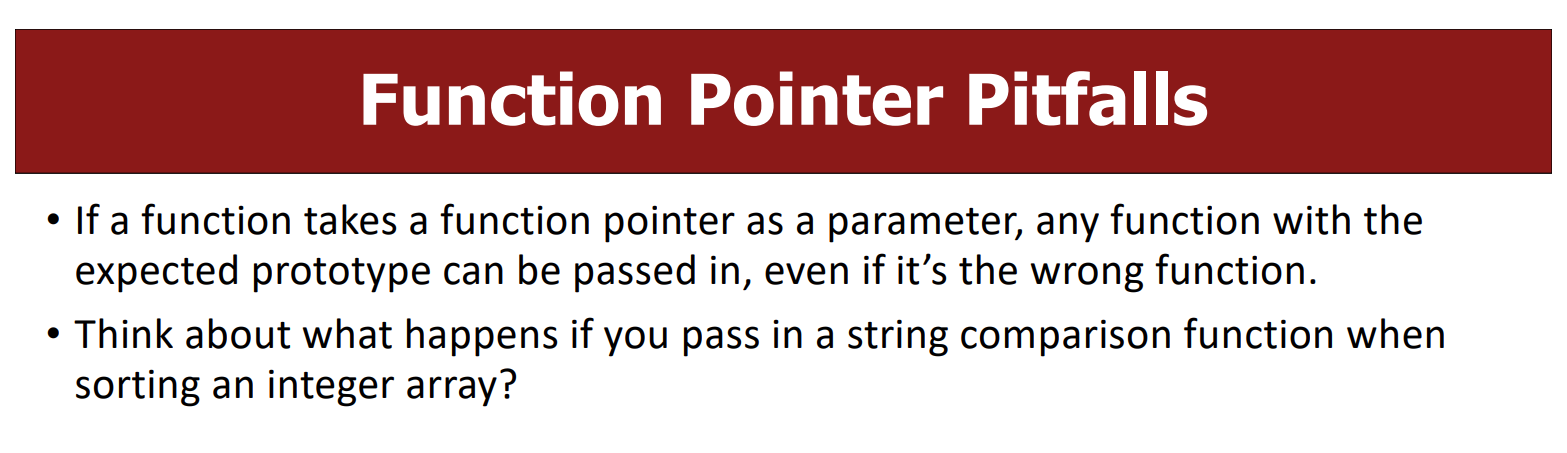 Function Pointer Pitfalls
• If a function takes a function pointer as a parameter, any function with the
expected prototype can be passed in, even if it’s the wrong function.
• Think about what happens if you pass in a string comparison function when
sorting an integer array?